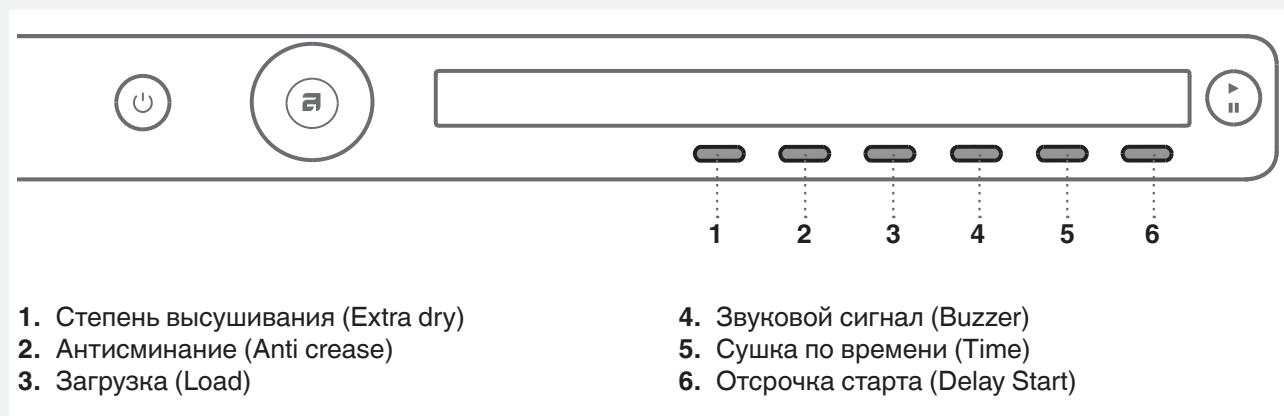 1 2 3 4 5 6
1. Степень высушивания (Extra dry)
2. Антисминание (Anti crease)
3. Загрузка (Load)
4. Звуковой сигнал (Buzzer)
5. Сушка по времени (Time)
6. Отсрочка старта (Delay Start)